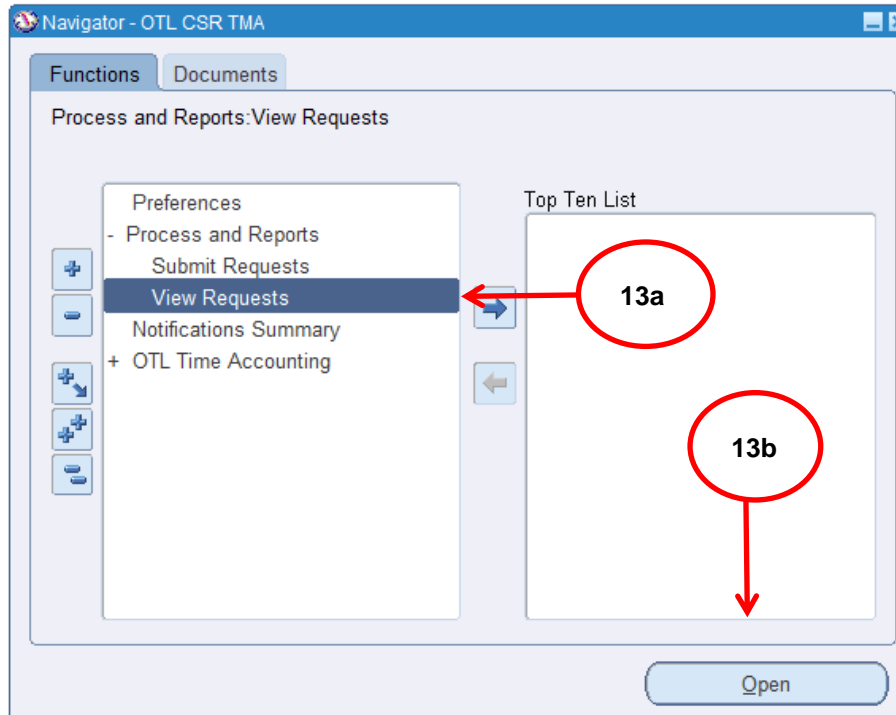 Navigator - OTL CSR TMA
Functions
Documents
Process and Reports:View Requests
Preferences
- Process and Reports
Submit Requests
View Requests
Notifications Summary
+ OTL Time Accounting
Top Ten List
13a
13b
Open